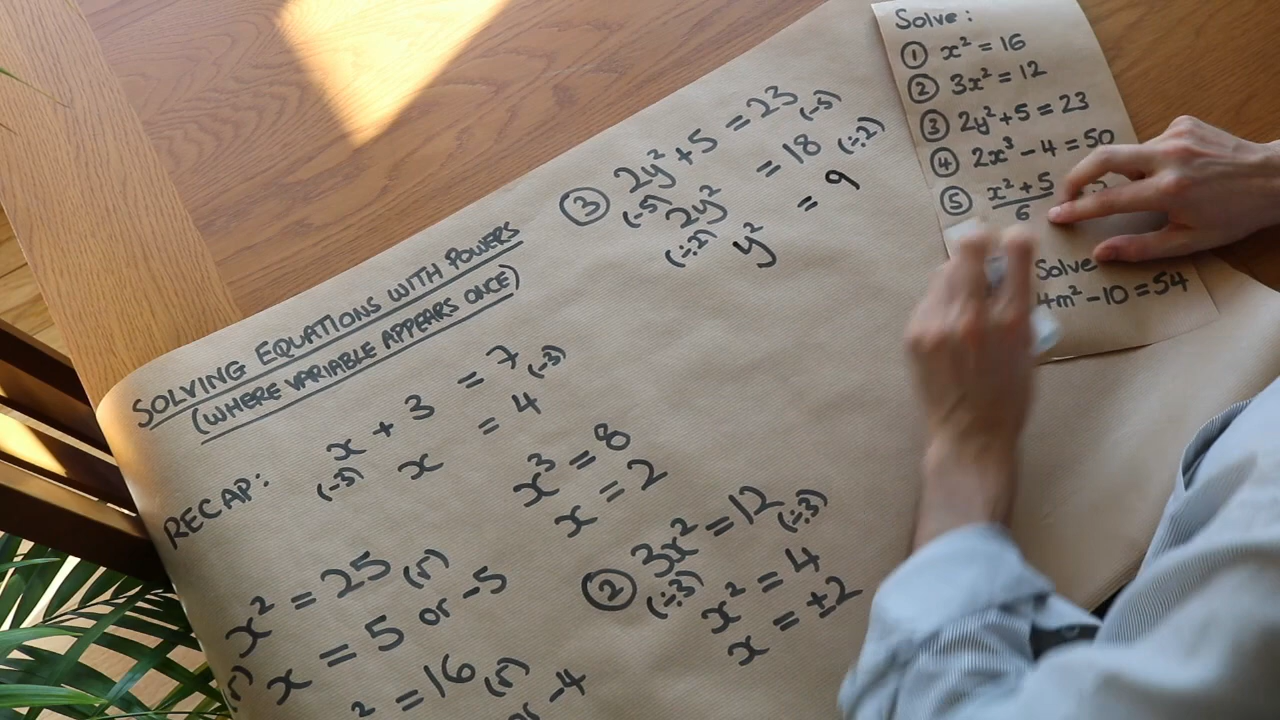 SOLVING EQUATIONS WITH POWERS
(WHERE VARIABLE APPEARS ONCE)
RECAP: x + 3 = 7
(-3) x = 4 (-3)
x³ = 8
x = 2
x² = 25 (√)
(√) x = 5 or -5
² = 16 (√)
or -4
② 3x² = 12
(÷3) x² = 4 (÷3)
x = ±2
③ 2y² + 5 = 23
(-5) 2y² = 18 (-5)
(÷2) y² = 9 (÷2)
Solve:
① x² = 16
② 3x² = 12
③ 2y² + 5 = 23
④ 2x³ - 4 = 50
⑤ x² + 5
6
Solve
4m² - 10 = 54